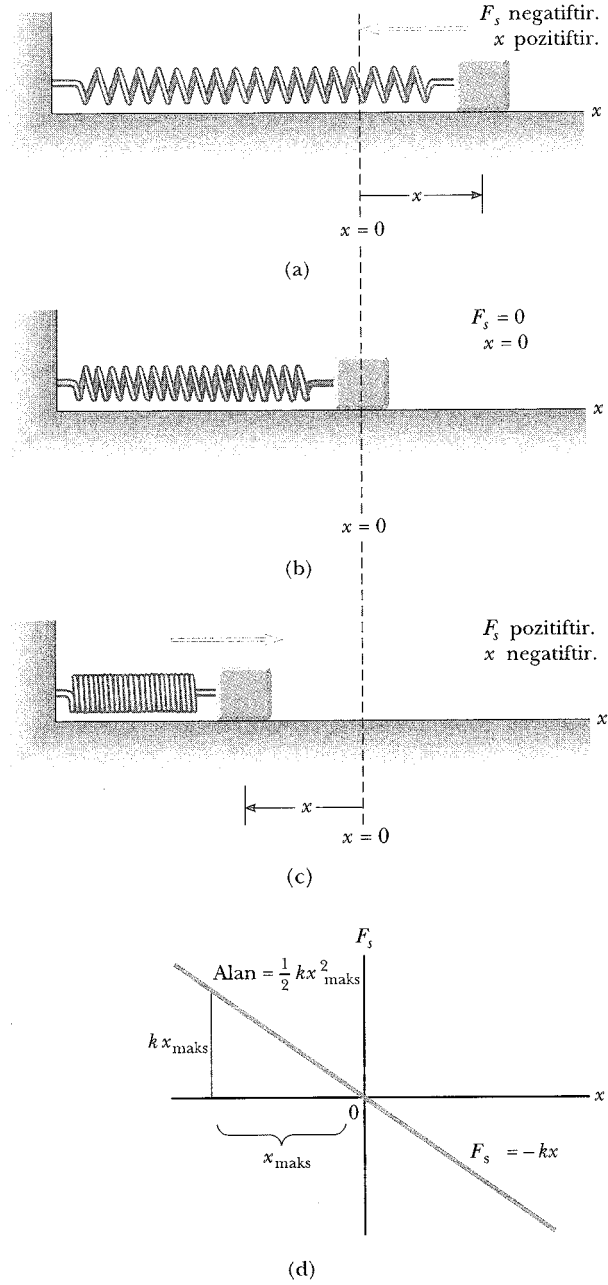 F_s negatiftir.
x pozitiftir.
x
x
x = 0
(a)
F_s = 0
x = 0
x
x = 0
(b)
F_s pozitiftir.
x negatiftir.
x
x
x = 0
(c)
F_s
Alan = 1/2 kx²_maks
kx_maks
x
0
x_maks
F_s = −kx
(d)